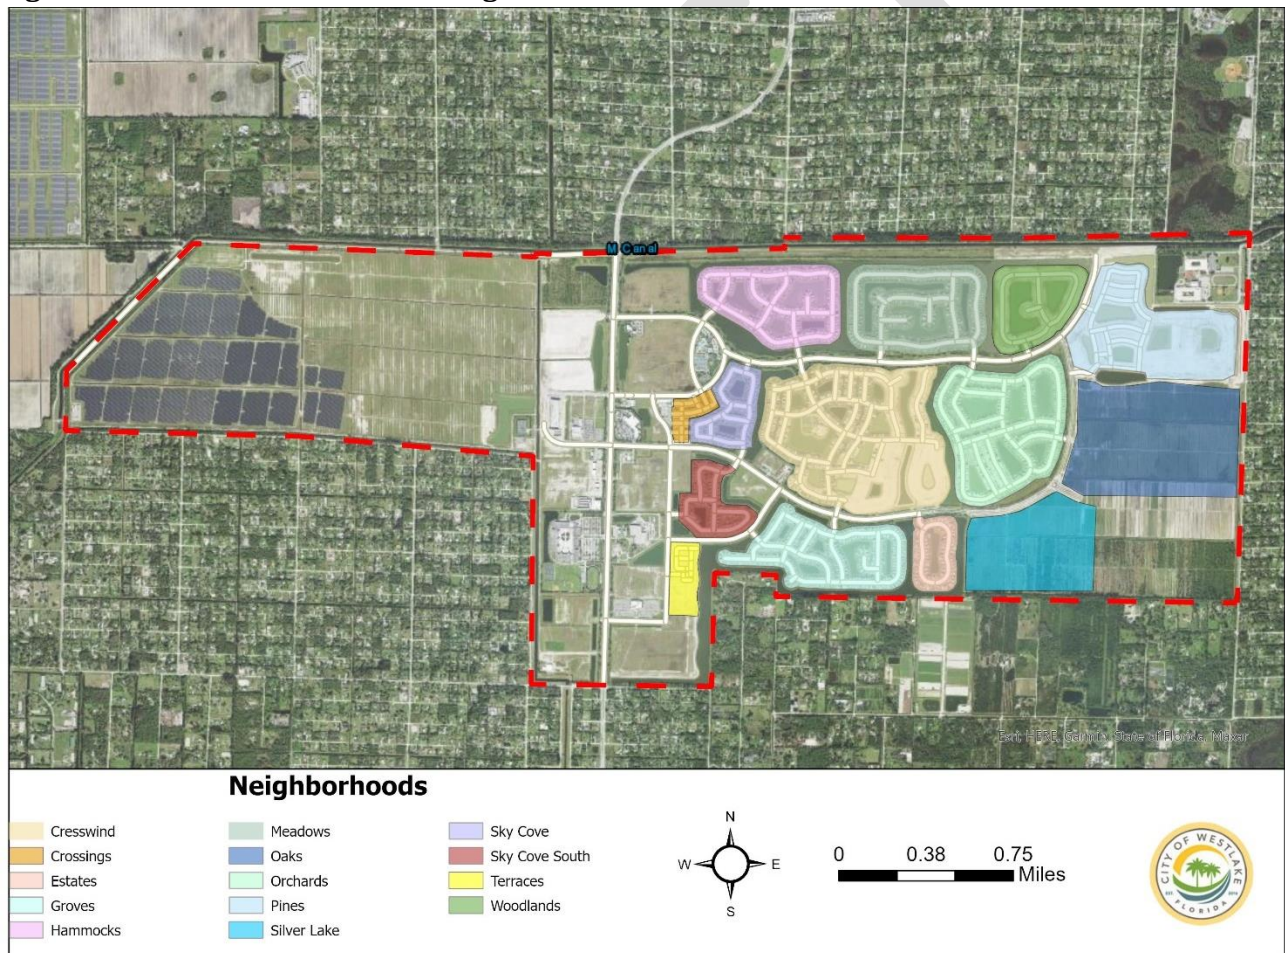 M Canal
Esri, HERE, Garmin, State of Florida, Maxar
Neighborhoods
Cresswind
Crossings
Estates
Groves
Hammocks
Meadows
Oaks
Orchards
Pines
Silver Lake
Sky Cove
Sky Cove South
Terraces
Woodlands
N
W E
S
0 0.38 0.75
Miles
CITY OF WESTLAKE
FLORIDA